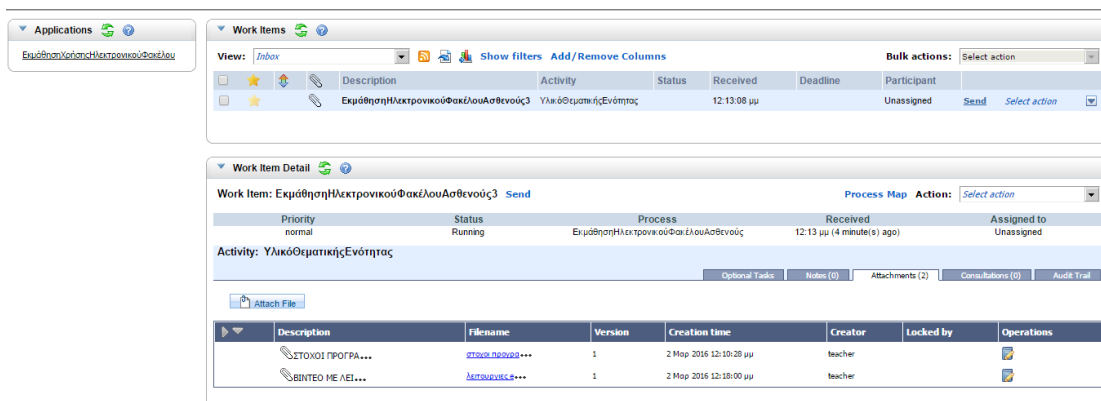 Applications
ΕκμάθησηΧρήσηςΗλεκτρονικούΦακέλου
Work Items
View: Inbox Show filters Add/Remove Columns Bulk actions: Select action
Description Activity Status Received Deadline Participant
ΕκμάθησηΗλεκτρονικούΦακέλουΑσθενούς3 ΥλικόΘεματικήςΕνότητας 12:13:08 μμ Unassigned Send Select action
Work Item Detail
Work Item: ΕκμάθησηΗλεκτρονικούΦακέλουΑσθενούς3 Send Process Map Action: Select action
Priority Status Process Received Assigned to
normal Running ΕκμάθησηΗλεκτρονικούΦακέλουΑσθενούς 12:13 μμ (4 minute(s) ago) Unassigned
Activity: ΥλικόΘεματικήςΕνότητας
Optional Tasks Notes (0) Attachments (2) Consultations (0) Audit Trail
Attach File
Description Filename Version Creation time Creator Locked by Operations
ΣΤΟΧΟΙ ΠΡΟΓΡΑ... στοχοι προγρα... 1 2 Μαρ 2016 12:10:28 μμ teacher
ΒΙΝΤΕΟ ΜΕ ΛΕΙ... λειτουργιες e... 1 2 Μαρ 2016 12:18:00 μμ teacher